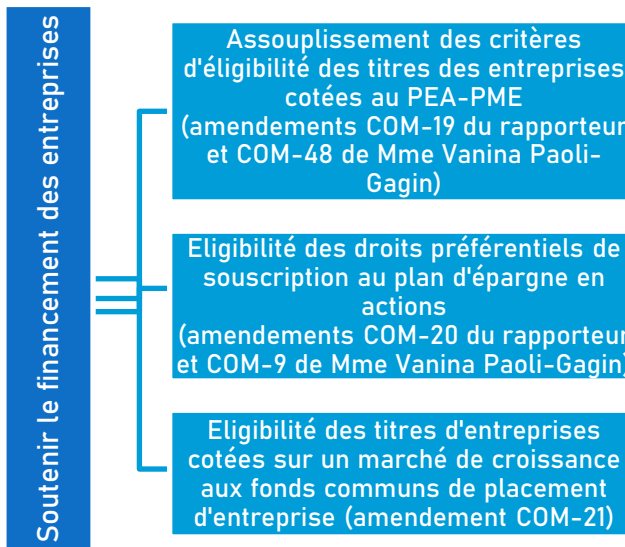 Soutenir le financement des entreprises
Assouplissement des critères
d'éligibilité des titres des entreprises
cotées au PEA-PME
(amendements COM-19 du rapporteur
et COM-48 de Mme Vanina Paoli-
Gagin)
Eligibilité des droits préférentiels de
souscription au plan d'épargne en
actions
(amendements COM-20 du rapporteur
et COM-9 de Mme Vanina Paoli-Gagin)
Eligibilité des titres d'entreprises
cotées sur un marché de croissance
aux fonds communs de placement
d'entreprise (amendement COM-21)